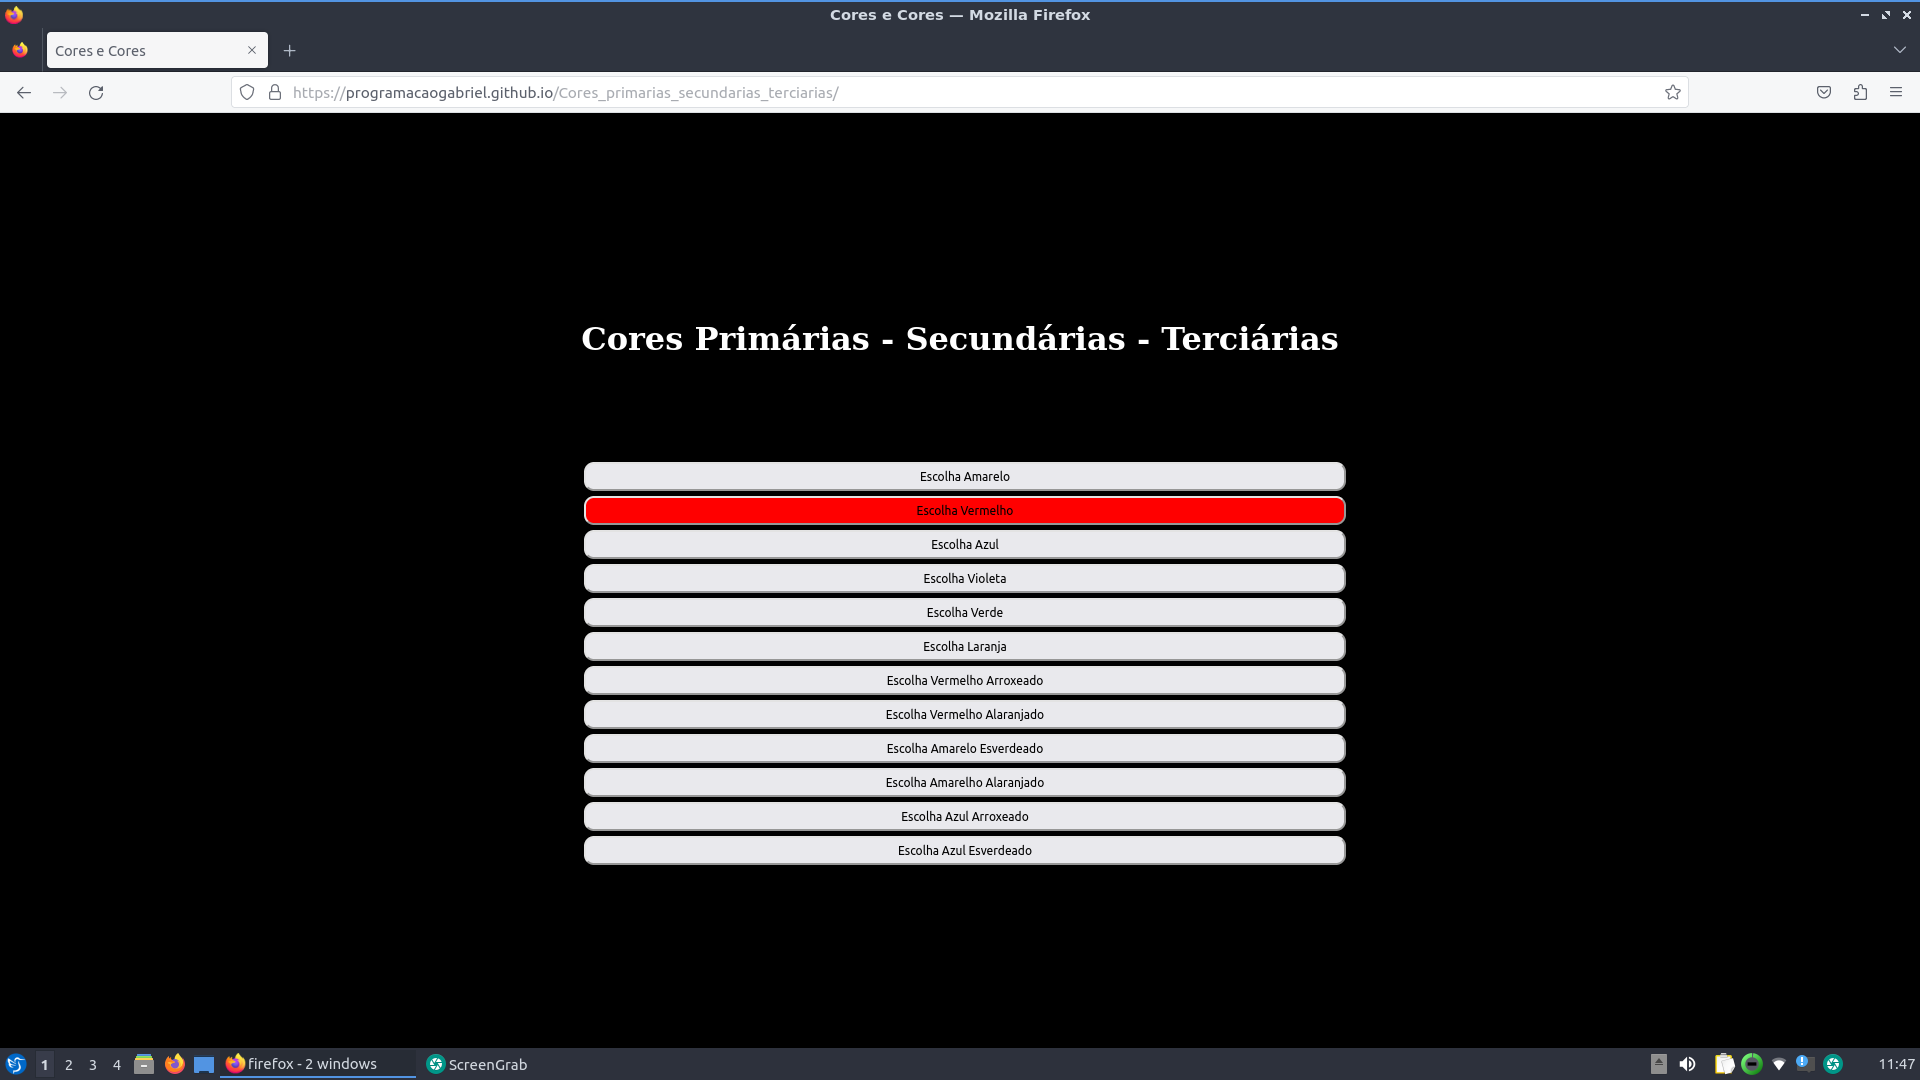 Cores e Cores — Mozilla Firefox
Cores e Cores
https://programacaogabriel.github.io/Cores_primarias_secundarias_terciarias/
Cores Primárias - Secundárias - Terciárias
Escolha Amarelo
Escolha Vermelho
Escolha Azul
Escolha Violeta
Escolha Verde
Escolha Laranja
Escolha Vermelho Arroxeado
Escolha Vermelho Alaranjado
Escolha Amarelo Esverdeado
Escolha Amarelho Alaranjado
Escolha Azul Arroxeado
Escolha Azul Esverdeado
1 2 3 4 firefox - 2 windows ScreenGrab 11:47